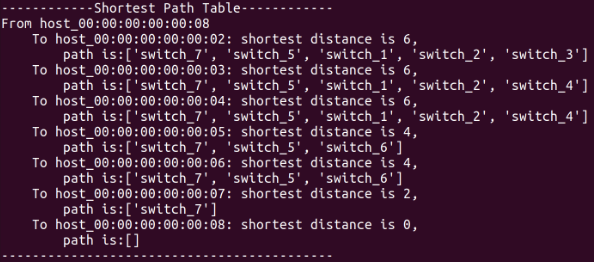 ------------Shortest Path Table------------
From host_00:00:00:00:00:08
    To host_00:00:00:00:00:02: shortest distance is 6,
        path is:['switch_7', 'switch_5', 'switch_1', 'switch_2', 'switch_3']
    To host_00:00:00:00:00:03: shortest distance is 6,
        path is:['switch_7', 'switch_5', 'switch_1', 'switch_2', 'switch_4']
    To host_00:00:00:00:00:04: shortest distance is 6,
        path is:['switch_7', 'switch_5', 'switch_1', 'switch_2', 'switch_4']
    To host_00:00:00:00:00:05: shortest distance is 4,
        path is:['switch_7', 'switch_5', 'switch_6']
    To host_00:00:00:00:00:06: shortest distance is 4,
        path is:['switch_7', 'switch_5', 'switch_6']
    To host_00:00:00:00:00:07: shortest distance is 2,
        path is:['switch_7']
    To host_00:00:00:00:00:08: shortest distance is 0,
        path is:[]
-------------------------------------------